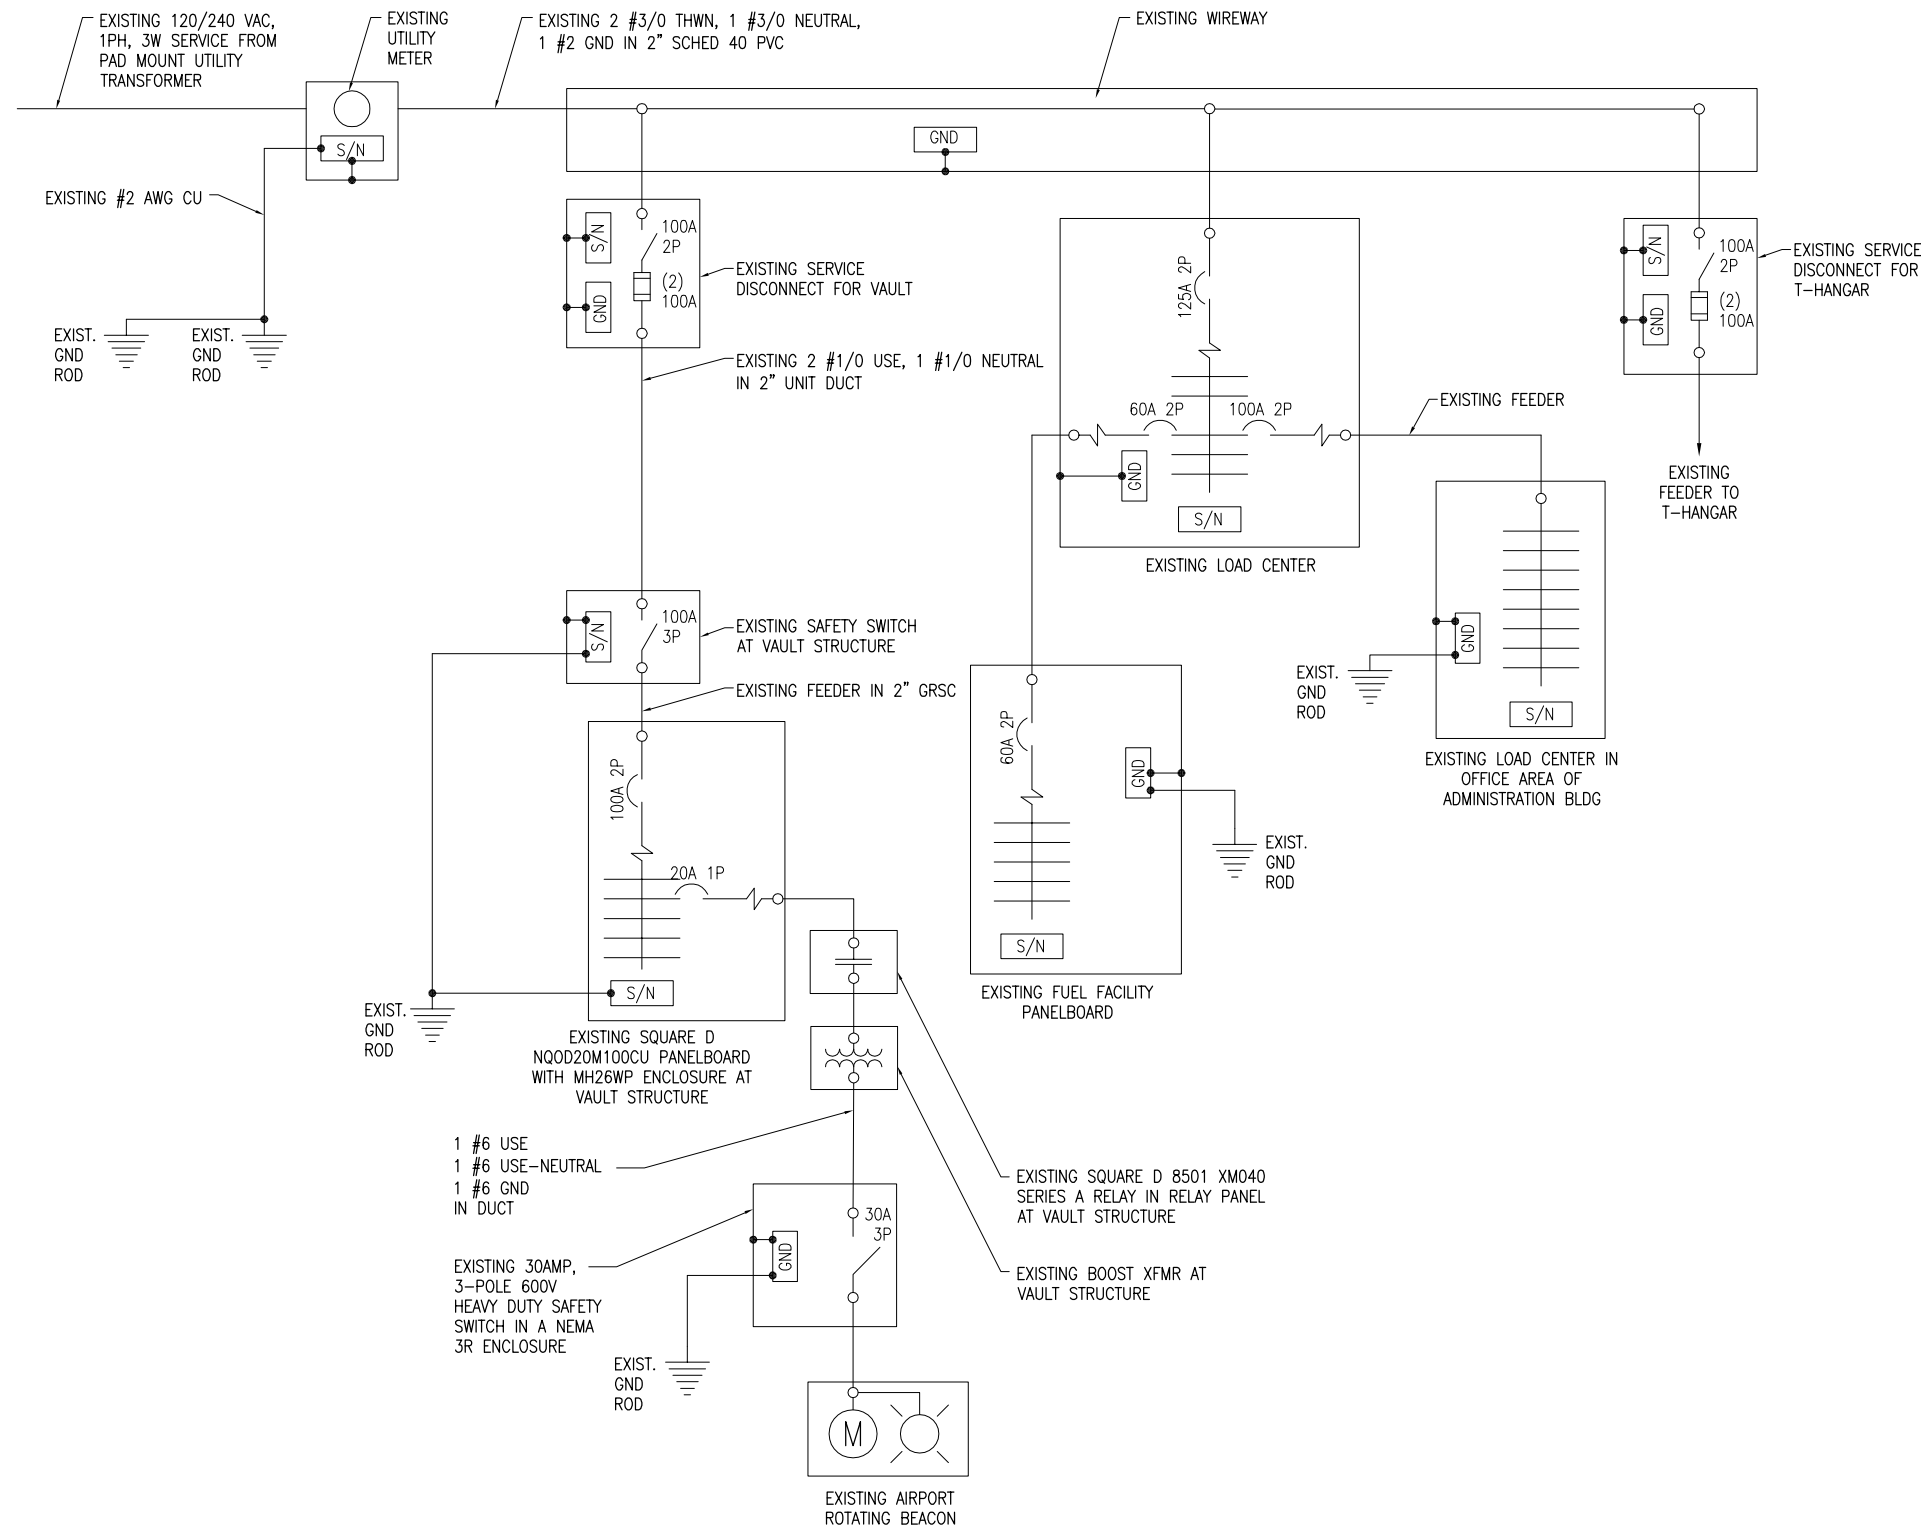 EXISTING 120/240 VAC,
1PH, 3W SERVICE FROM
PAD MOUNT UTILITY
TRANSFORMER
EXISTING
UTILITY
METER
EXISTING 2 #3/0 THWN, 1 #3/0 NEUTRAL,
1 #2 GND IN 2" SCHED 40 PVC
EXISTING WIREWAY
S/N
GND
EXISTING #2 AWG CU
EXIST.
GND
ROD
EXIST.
GND
ROD
S/N
GND
100A
2P
(2)
100A
EXISTING SERVICE
DISCONNECT FOR VAULT
EXISTING 2 #1/0 USE, 1 #1/0 NEUTRAL
IN 2" UNIT DUCT
125A 2P
60A 2P
100A 2P
GND
S/N
EXISTING LOAD CENTER
EXISTING FEEDER
S/N
GND
100A
2P
(2)
100A
EXISTING SERVICE
DISCONNECT FOR
T-HANGAR
EXISTING
FEEDER TO
T-HANGAR
S/N
100A
3P
EXISTING SAFETY SWITCH
AT VAULT STRUCTURE
EXISTING FEEDER IN 2" GRSC
100A 2P
20A 1P
S/N
EXIST.
GND
ROD
EXISTING SQUARE D
NQOD20M100CU PANELBOARD
WITH MH26WP ENCLOSURE AT
VAULT STRUCTURE
60A 2P
GND
S/N
EXIST.
GND
ROD
EXISTING FUEL FACILITY
PANELBOARD
GND
S/N
EXIST.
GND
ROD
EXISTING LOAD CENTER IN
OFFICE AREA OF
ADMINISTRATION BLDG
1 #6 USE
1 #6 USE-NEUTRAL
1 #6 GND
IN DUCT
EXISTING SQUARE D 8501 XM040
SERIES A RELAY IN RELAY PANEL
AT VAULT STRUCTURE
EXISTING BOOST XFMR AT
VAULT STRUCTURE
30A
3P
GND
EXISTING 30AMP,
3-POLE 600V
HEAVY DUTY SAFETY
SWITCH IN A NEMA
3R ENCLOSURE
EXIST.
GND
ROD
M
EXISTING AIRPORT
ROTATING BEACON